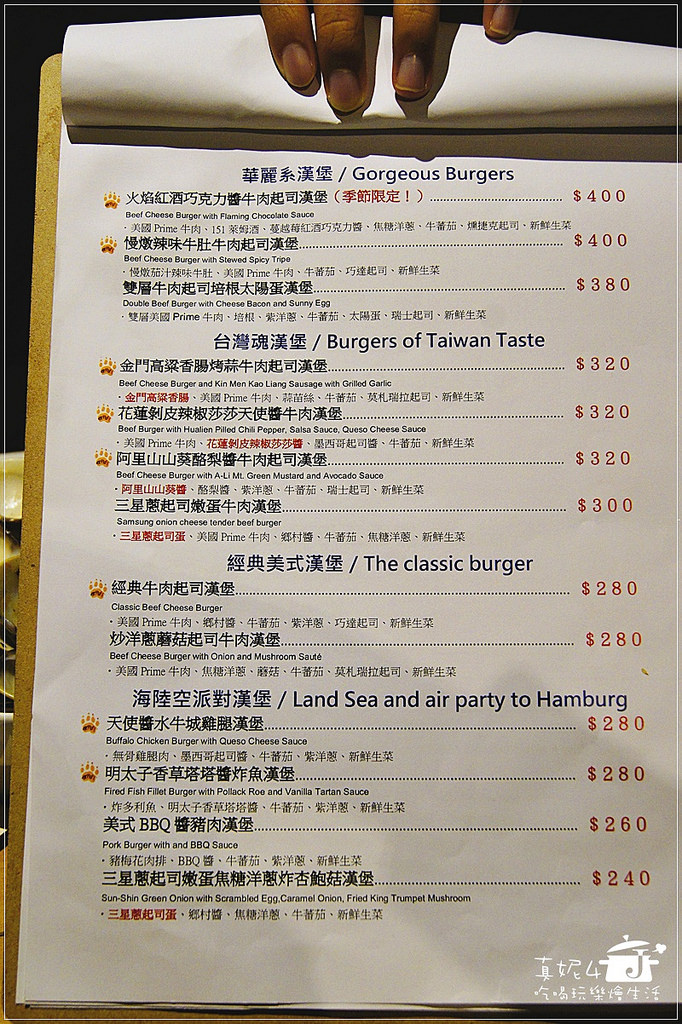 華麗系漢堡 / Gorgeous Burgers
火焰紅酒巧克力醬牛肉起司漢堡（季節限定！）........................ $400
Beef Cheese Burger with Flaming Chocolate Sauce
・美國 Prime 牛肉、151 萊姆酒、蔓越莓紅酒巧克力醬、焦糖洋蔥、牛蕃茄、燻捷克起司、新鮮生菜
慢燉辣味牛肚牛肉起司漢堡........................ $400
Beef Cheese Burger with Stewed Spicy Tripe
・慢燉茄汁辣味牛肚、美國 Prime 牛肉、牛蕃茄、巧達起司、新鮮生菜
雙層牛肉起司培根太陽蛋漢堡........................ $380
Double Beef Burger with Cheese Bacon and Sunny Egg
・雙層美國 Prime 牛肉、培根、紫洋蔥、牛蕃茄、太陽蛋、瑞士起司、新鮮生菜
台灣魂漢堡 / Burgers of Taiwan Taste
金門高粱香腸烤蒜牛肉起司漢堡........................ $320
Beef Cheese Burger and Kin Men Kao Liang Sausage with Grilled Garlic
・金門高粱香腸、美國 Prime 牛肉、蒜苗絲、牛蕃茄、莫札瑞拉起司、新鮮生菜
花蓮剝皮辣椒莎莎天使醬牛肉漢堡........................ $320
Beef Burger with Hualien Pilled Chili Pepper, Salsa Sauce, Queso Cheese Sauce
・美國 Prime 牛肉、花蓮剝皮辣椒莎莎醬、墨西哥起司醬、牛蕃茄、新鮮生菜
阿里山山葵酪梨醬牛肉起司漢堡........................ $320
Beef Cheese Burger with A-Li Mt. Green Mustard and Avocado Sauce
・阿里山山葵醬、酪梨醬、紫洋蔥、牛蕃茄、瑞士起司、新鮮生菜
三星蔥起司嫩蛋牛肉漢堡........................ $300
Samsung onion cheese tender beef burger
・三星蔥起司蛋、美國 Prime 牛肉、鄉村醬、牛蕃茄、焦糖洋蔥、新鮮生菜
經典美式漢堡 / The classic burger
經典牛肉起司漢堡........................ $280
Classic Beef Cheese Burger
・美國 Prime 牛肉、鄉村醬、牛蕃茄、紫洋蔥、巧達起司、新鮮生菜
炒洋蔥蘑菇起司牛肉漢堡........................ $280
Beef Cheese Burger with Onion and Mushroom Sauté
・美國 Prime 牛肉、焦糖洋蔥、蘑菇、牛蕃茄、莫札瑞拉起司、新鮮生菜
海陸空派對漢堡 / Land Sea and air party to Hamburg
天使醬水牛城雞腿漢堡........................ $280
Buffalo Chicken Burger with Queso Cheese Sauce
・無骨雞腿肉、墨西哥起司醬、牛蕃茄、紫洋蔥、新鮮生菜
明太子香草塔塔醬炸魚漢堡........................ $280
Fired Fish Fillet Burger with Pollack Roe and Vanilla Tartan Sauce
・炸多利魚、明太子香草塔塔醬、牛蕃茄、紫洋蔥、新鮮生菜
美式 BBQ 醬豬肉漢堡........................ $260
Pork Burger with and BBQ Sauce
・豬梅花肉排、BBQ 醬、牛蕃茄、紫洋蔥、新鮮生菜
三星蔥起司嫩蛋焦糖洋蔥炸杏鮑菇漢堡........................ $240
Sun-Shin Green Onion with Scrambled Egg,Caramel Onion, Fried King Trumpet Mushroom
・三星蔥起司蛋、鄉村醬、焦糖洋蔥、牛蕃茄、新鮮生菜
真妮4J
吃喝玩樂燴生活